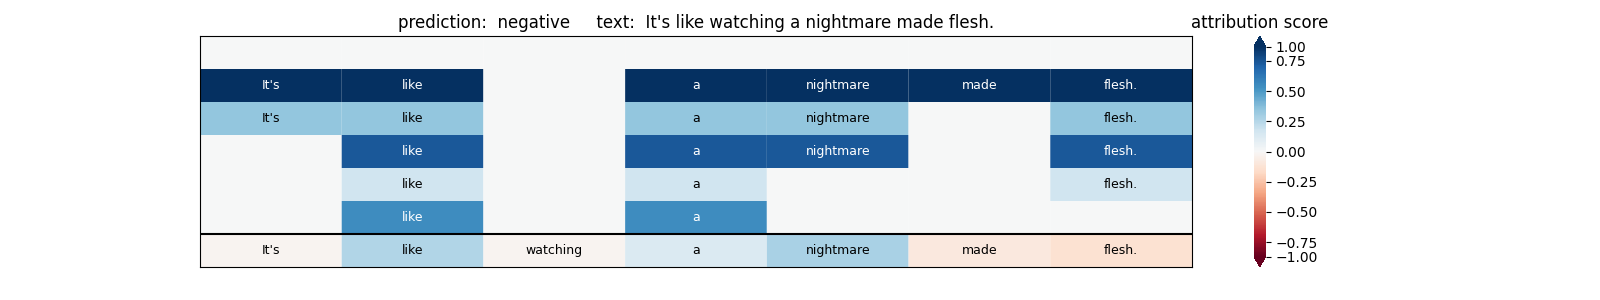 prediction:  negative     text:  It's like watching a nightmare made flesh.
attribution score
It's like a nightmare made flesh.
It's like a nightmare flesh.
like a nightmare flesh.
like a flesh.
like a
It's like watching a nightmare made flesh.
1.00
0.75
0.50
0.25
0.00
−0.25
−0.50
−0.75
−1.00